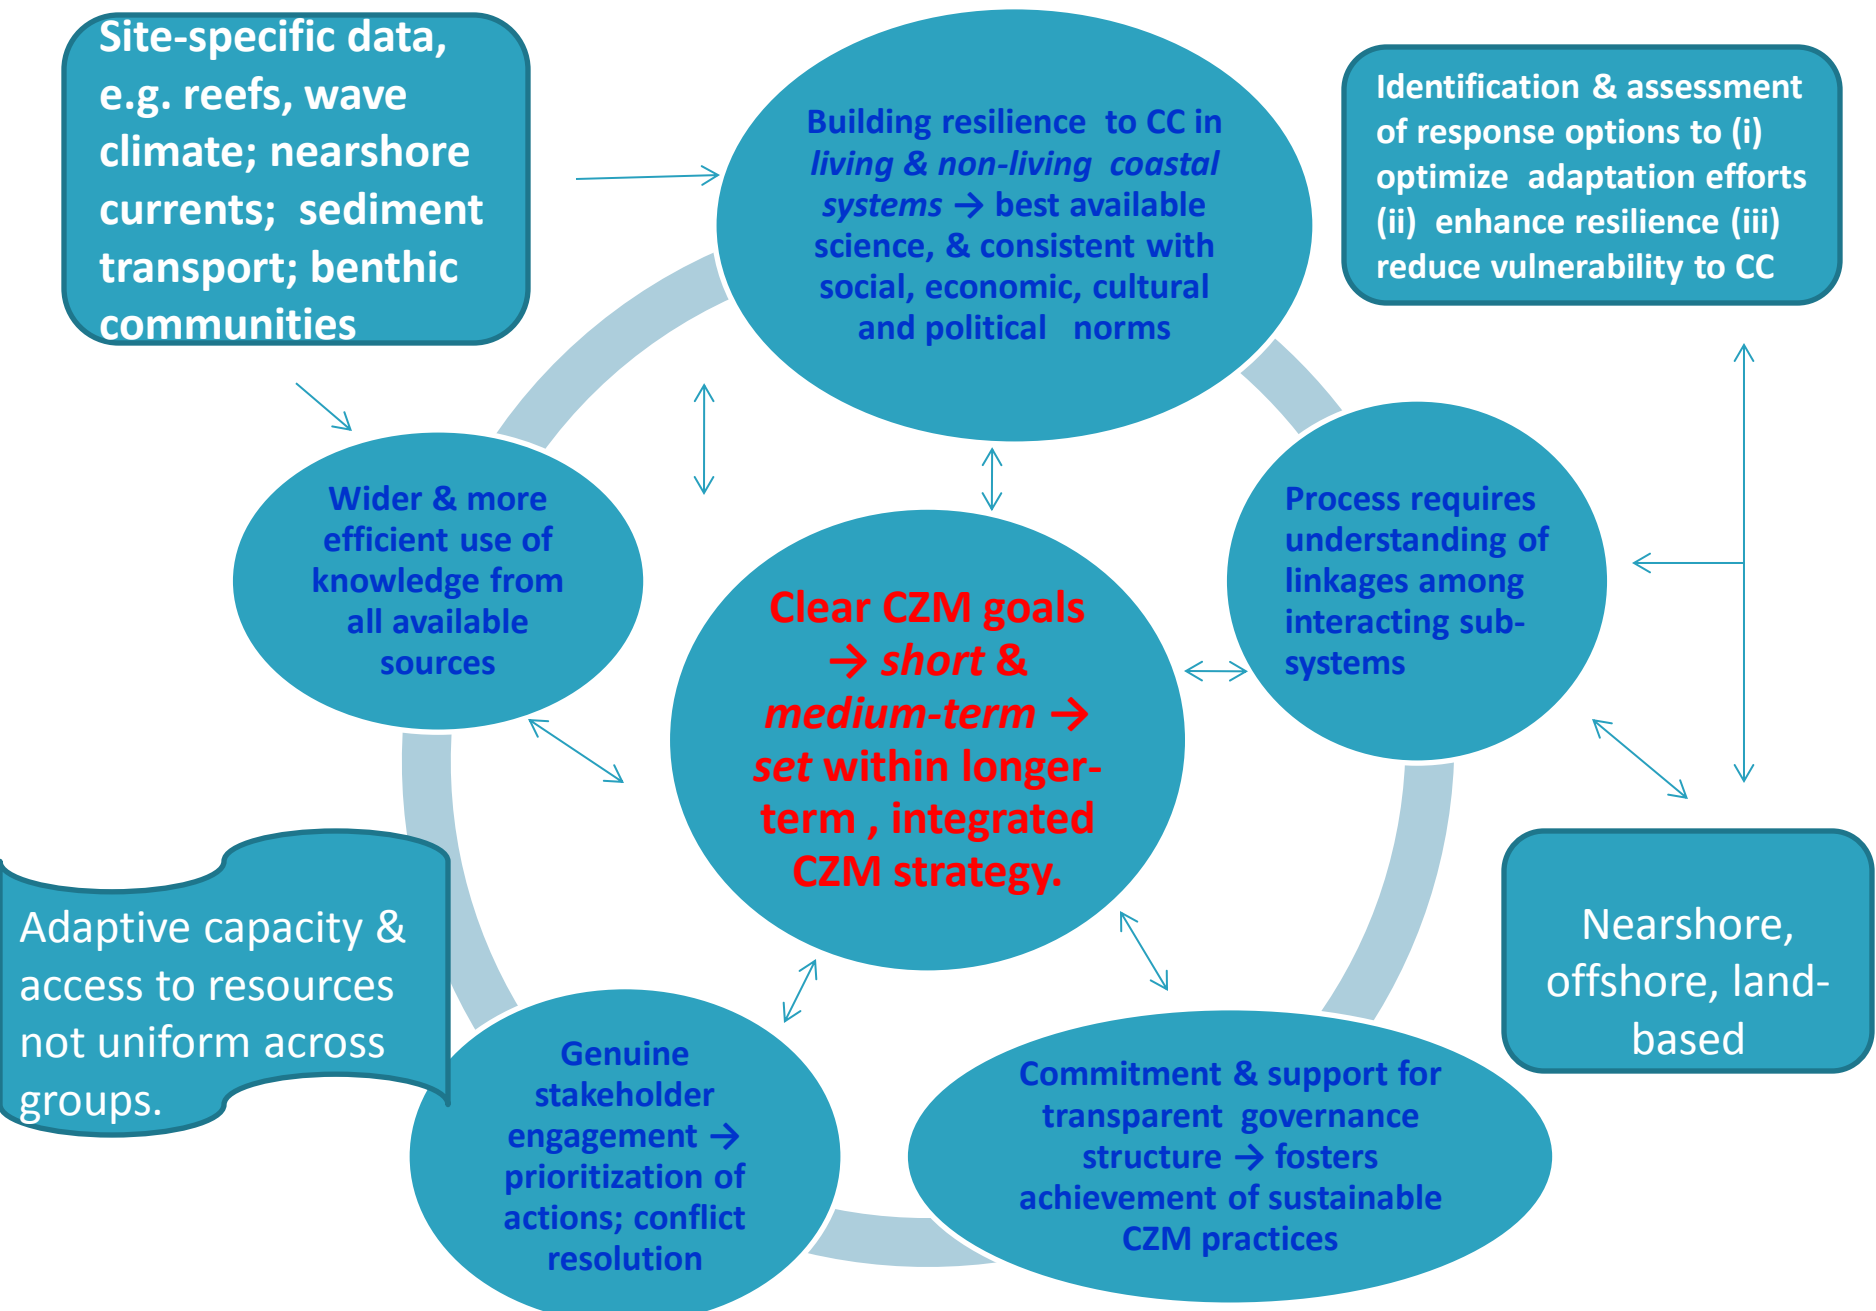 Site-specific data,
e.g. reefs, wave
climate; nearshore
currents; sediment
transport; benthic
communities
Building resilience to CC in
living & non-living coastal
systems → best available
science, & consistent with
social, economic, cultural
and political norms
Identification & assessment
of response options to (i)
optimize adaptation efforts
(ii) enhance resilience (iii)
reduce vulnerability to CC
Wider & more
efficient use of
knowledge from
all available
sources
Process requires
understanding of
linkages among
interacting sub-
systems
Clear CZM goals
→ short &
medium-term →
set within longer-
term , integrated
CZM strategy.
Adaptive capacity &
access to resources
not uniform across
groups.
Nearshore,
offshore, land-
based
Genuine
stakeholder
engagement →
prioritization of
actions; conflict
resolution
Commitment & support for
transparent governance
structure → fosters
achievement of sustainable
CZM practices